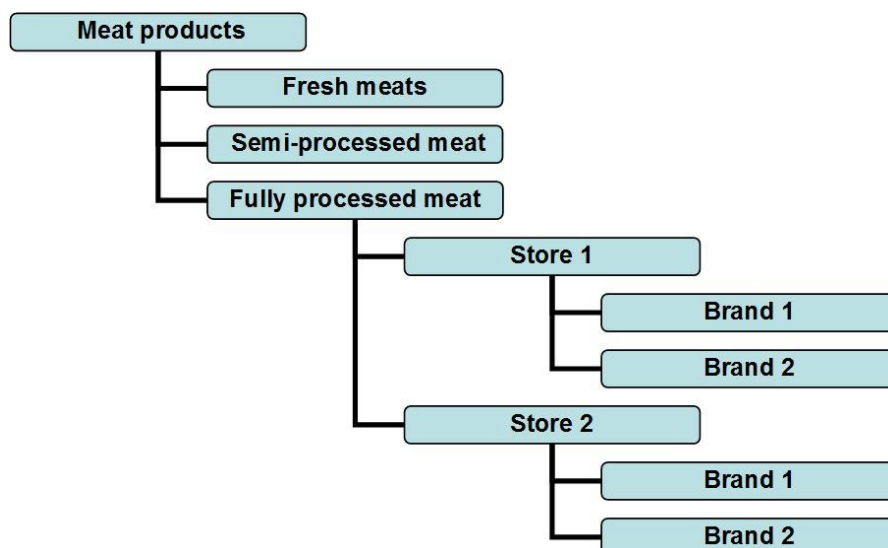 Meat products
Fresh meats
Semi-processed meat
Fully processed meat
Store 1
Brand 1
Brand 2
Store 2
Brand 1
Brand 2